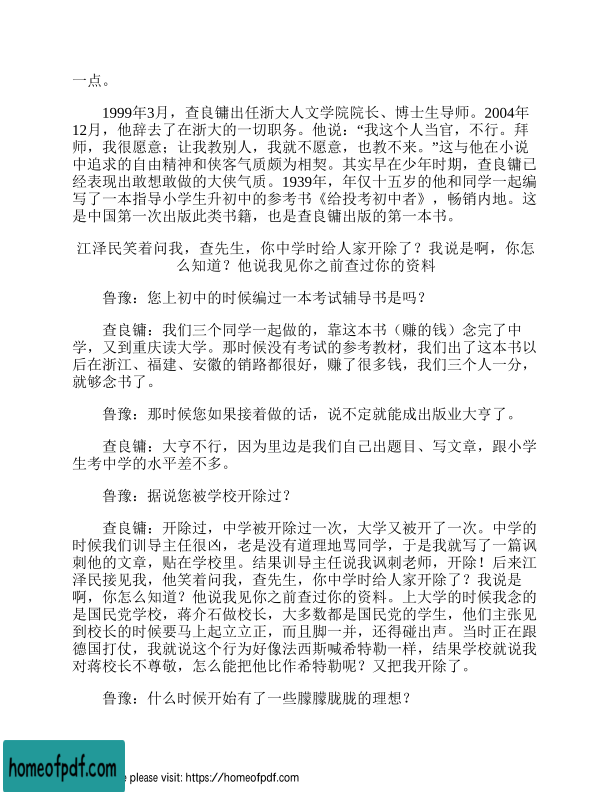 一点。
1999年3月，查良镛出任浙大人文学院院长、博士生导师。2004年
12月，他辞去了在浙大的一切职务。他说：“我这个人当官，不行。拜
师，我很愿意；让我教别人，我就不愿意，也教不来。”这与他在小说
中追求的自由精神和侠客气质颇为相契。其实早在少年时期，查良镛已
经表现出敢想敢做的大侠气质。1939年，年仅十五岁的他和同学一起编
写了一本指导小学生升初中的参考书《给投考初中者》，畅销内地。这
是中国第一次出版此类书籍，也是查良镛出版的第一本书。
江泽民笑着问我，查先生，你中学时给人家开除了？我说是啊，你怎
么知道？他说我见你之前查过你的资料
鲁豫：您上初中的时候编过一本考试辅导书是吗？
查良镛：我们三个同学一起做的，靠这本书（赚的钱）念完了中
学，又到重庆读大学。那时候没有考试的参考教材，我们出了这本书以
后在浙江、福建、安徽的销路都很好，赚了很多钱，我们三个人一分，
就够念书了。
鲁豫：那时候您如果接着做的话，说不定就能成出版业大亨了。
查良镛：大亨不行，因为里边是我们自己出题目、写文章，跟小学
生考中学的水平差不多。
鲁豫：据说您被学校开除过？
查良镛：开除过，中学被开除过一次，大学又被开了一次。中学的
时候我们训导主任很凶，老是没有道理地骂同学，于是我就写了一篇讽
刺他的文章，贴在学校里。结果训导主任说我讽刺老师，开除！后来江
泽民接见我，他笑着问我，查先生，你中学时给人家开除了？我说是
啊，你怎么知道？他说我见你之前查过你的资料。上大学的时候我念的
是国民党学校，蒋介石做校长，大多数都是国民党的学生，他们主张见
到校长的时候要马上起立立正，而且脚一并，还得碰出声。当时正在跟
德国打仗，我就说这个行为好像法西斯喊希特勒一样，结果学校就说我
对蒋校长不尊敬，怎么能把他比作希特勒呢？又把我开除了。
鲁豫：什么时候开始有了一些朦朦胧胧的理想？
homeofpdf.com
e please visit: https://homeofpdf.com